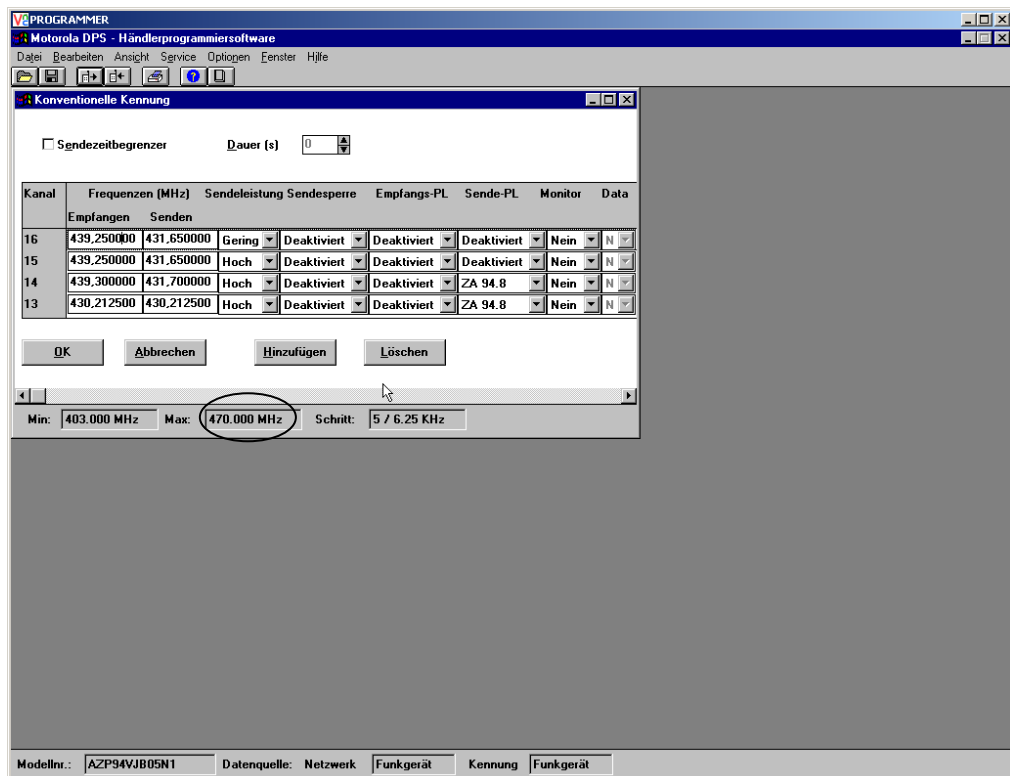 VP PROGRAMMER
Motorola DPS - Händlerprogrammiersoftware
Datei Bearbeiten Ansicht Service Optionen Fenster Hilfe
Konventionelle Kennung
Sendezeitbegrenzer Dauer (s) 0
Kanal Frequenzen (MHz) Sendeleistung Sendesperre Empfangs-PL Sende-PL Monitor Data
Empfangen Senden
16 439,250000 431,650000 Gering Deaktiviert Deaktiviert Deaktiviert Nein N
15 439,250000 431,650000 Hoch Deaktiviert Deaktiviert Deaktiviert Nein N
14 439,300000 431,700000 Hoch Deaktiviert Deaktiviert ZA 94.8 Nein N
13 430,212500 430,212500 Hoch Deaktiviert Deaktiviert ZA 94.8 Nein N
OK Abbrechen Hinzufügen Löschen
Min: 403.000 MHz Max: 470.000 MHz Schritt: 5 / 6.25 KHz
Modellnr.: AZP94VJB05N1 Datenquelle: Netzwerk Funkgerät Kennung Funkgerät